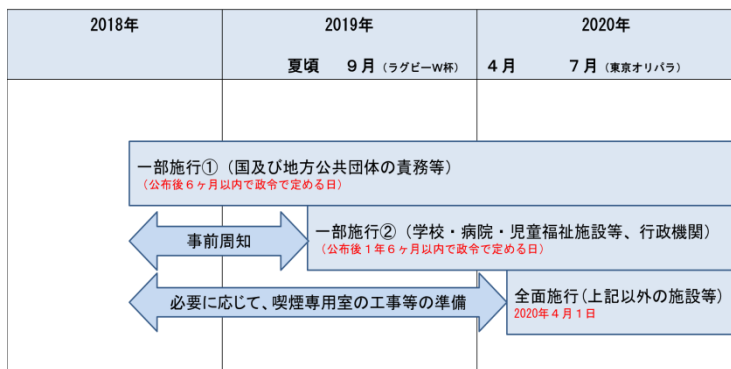 2018年
2019年
2020年
夏頃　９月（ラグビーＷ杯）
４月　７月（東京オリパラ）
一部施行①（国及び地方公共団体の責務等）
（公布後６ヶ月以内で政令で定める日）
事前周知
一部施行②（学校・病院・児童福祉施設等、行政機関）
（公布後１年６ヶ月以内で政令で定める日）
必要に応じて、喫煙専用室の工事等の準備
全面施行（上記以外の施設等）
2020年４月１日